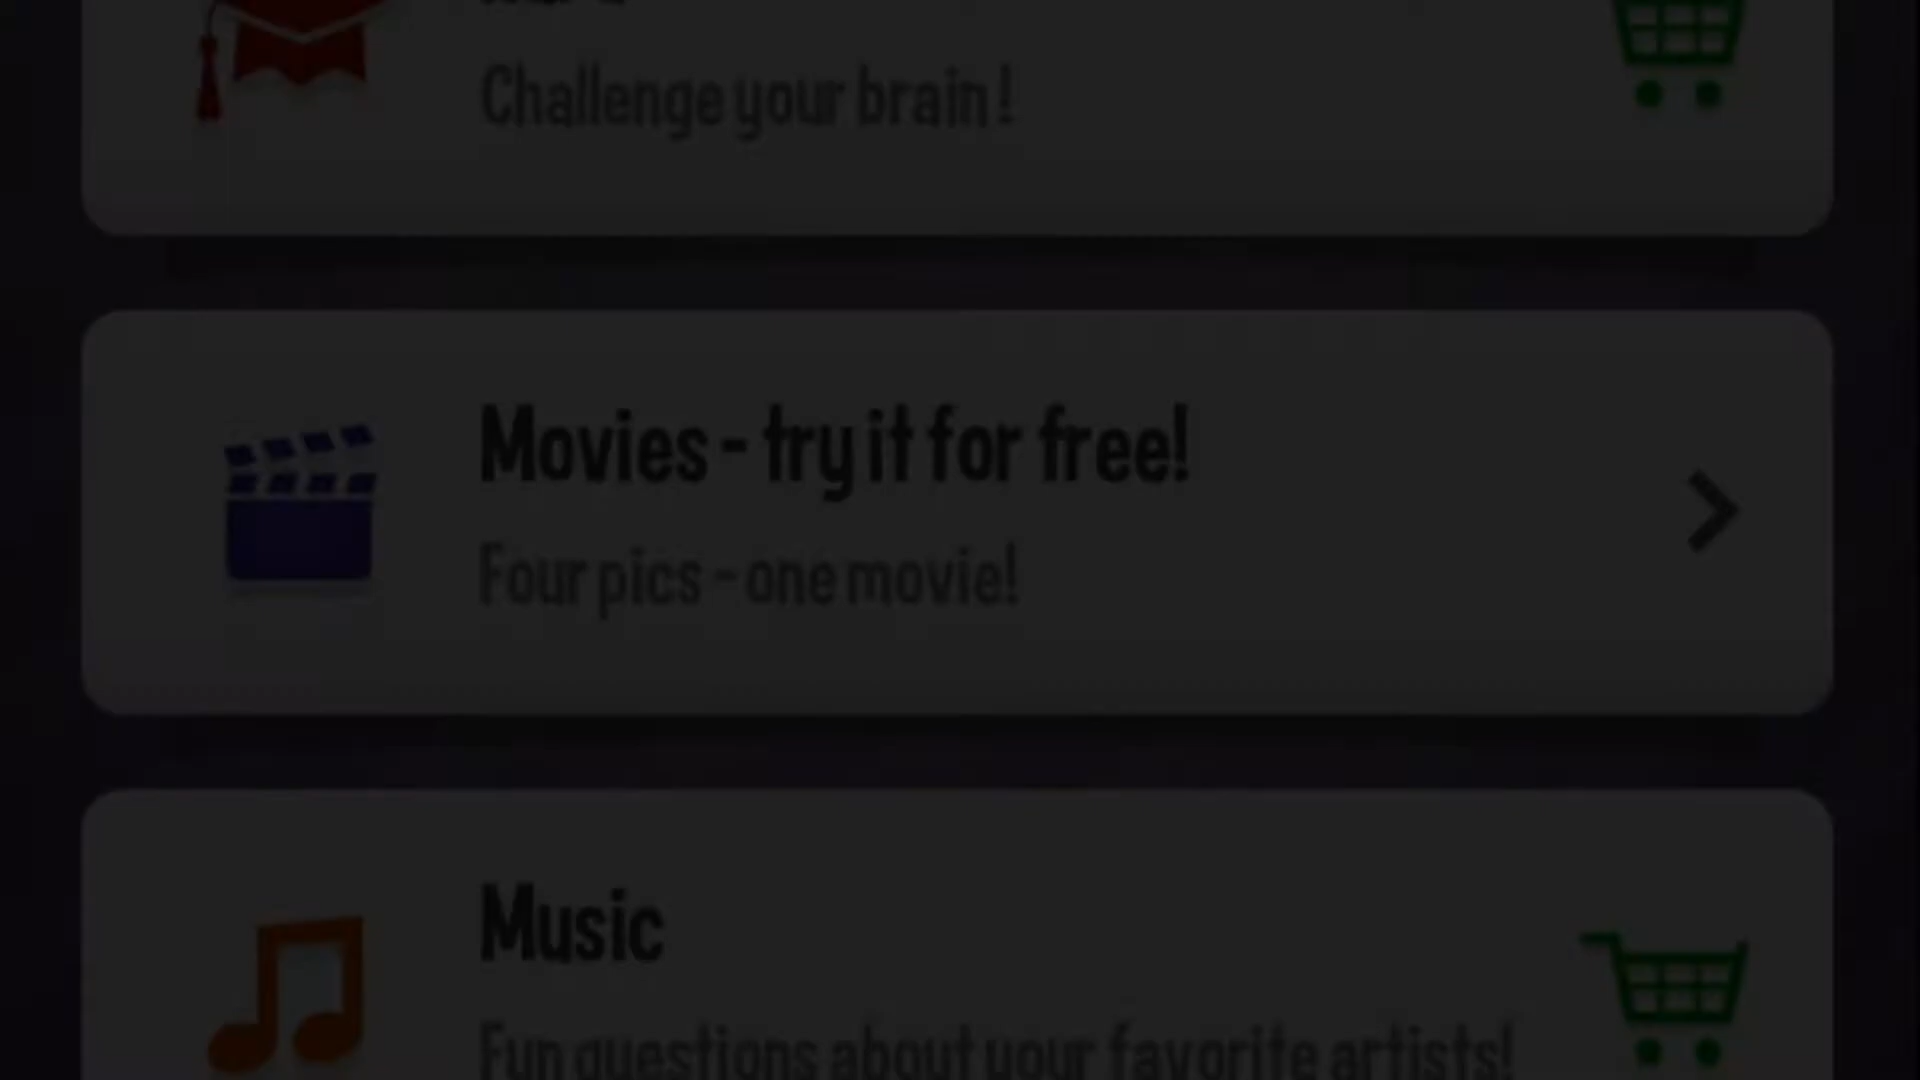 Challenge your brain!
Movies - try it for free!
Four pics - one movie!
Music
Fun questions about your favorite artists!